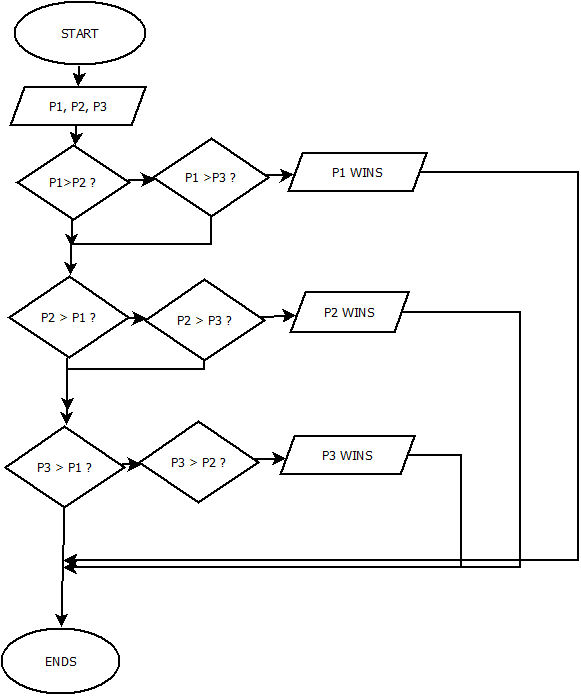 START
P1, P2, P3
P1>P2 ?
P1 >P3 ?
P1 WINS
P2 > P1 ?
P2 > P3 ?
P2 WINS
P3 > P1 ?
P3 > P2 ?
P3 WINS
ENDS